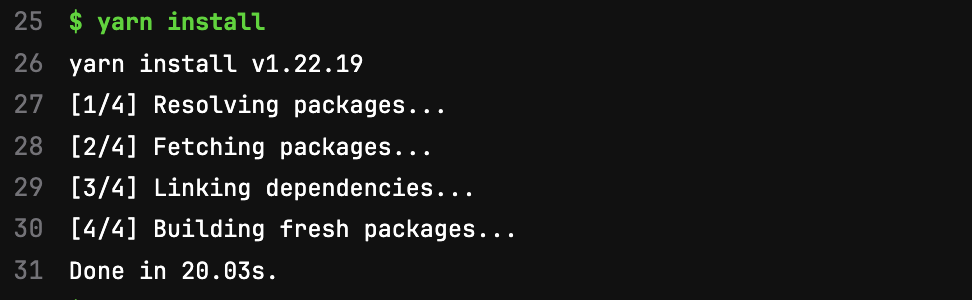 25 $ yarn install
26 yarn install v1.22.19
27 [1/4] Resolving packages...
28 [2/4] Fetching packages...
29 [3/4] Linking dependencies...
30 [4/4] Building fresh packages...
31 Done in 20.03s.